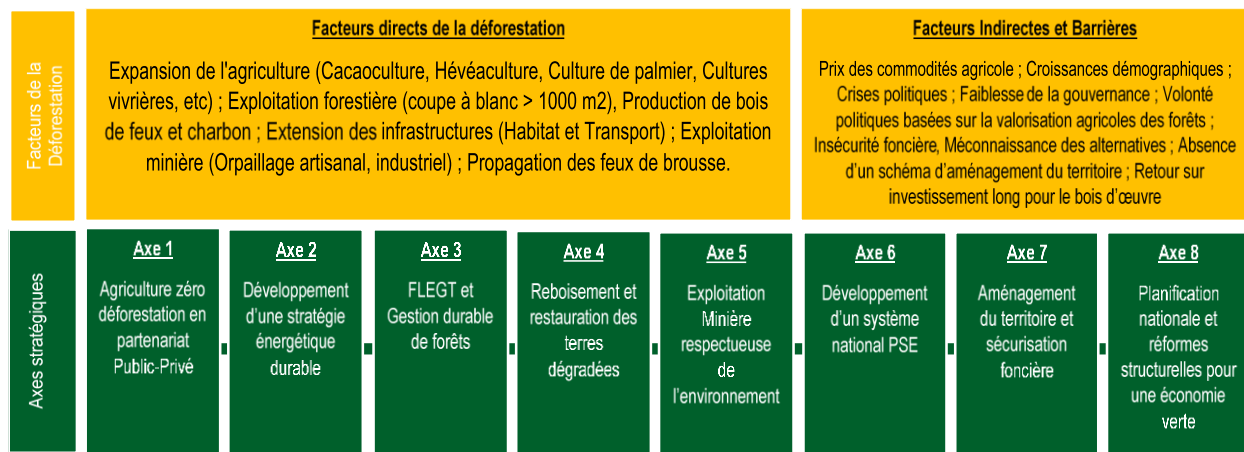 Facteurs de la
Déforestation
Facteurs directs de la déforestation
Expansion de l'agriculture (Cacaoculture, Hévéaculture, Culture de palmier, Cultures
vivrières, etc) ; Exploitation forestière (coupe à blanc > 1000 m2), Production de bois
de feux et charbon ; Extension des infrastructures (Habitat et Transport) ; Exploitation
minière (Orpaillage artisanal, industriel) ; Propagation des feux de brousse.
Facteurs Indirectes et Barrières
Prix des commodités agricole ; Croissances démographiques ;
Crises politiques ; Faiblesse de la gouvernance ; Volonté
politiques basées sur la valorisation agricoles des forêts ;
Insécurité foncière, Méconnaissance des alternatives ; Absence
d’un schéma d’aménagement du territoire ; Retour sur
investissement long pour le bois d’œuvre
Axes stratégiques
Axe 1
Agriculture zéro
déforestation en
partenariat
Public-Privé
Axe 2
Développement
d’une stratégie
énergétique
durable
Axe 3
FLEGT et
Gestion durable
de forêts
Axe 4
Reboisement et
restauration des
terres
dégradées
Axe 5
Exploitation
Minière
respectueuse
de
l’environnement
Axe 6
Développement
d’un système
national PSE
Axe 7
Aménagement
du territoire et
sécurisation
foncière
Axe 8
Planification
nationale et
réformes
structurelles pour
une économie
verte